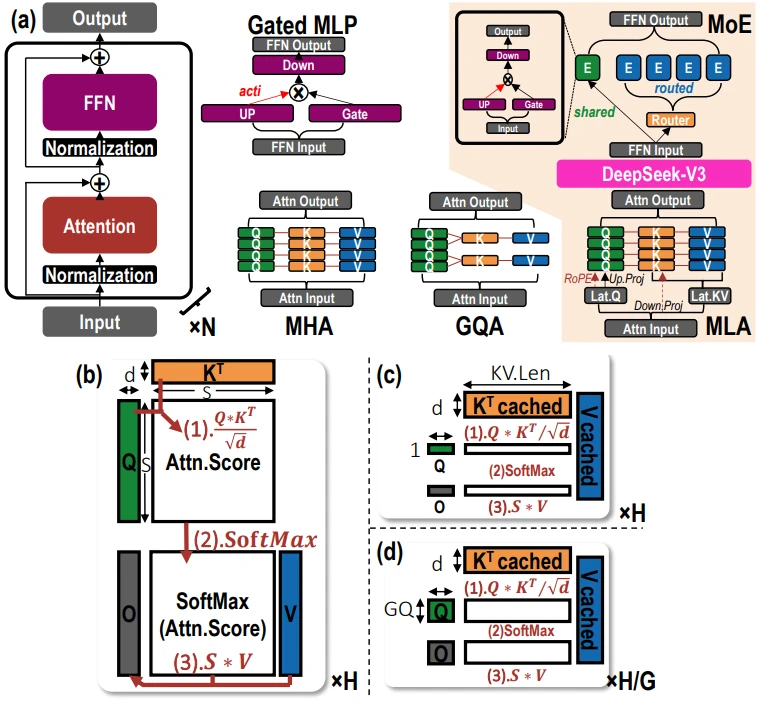 (a)
Output
+
FFN
Normalization
+
Attention
Normalization
Input
×N
Gated MLP
FFN Output
Down
acti
×
UP
Gate
FFN Input
Attn Output
Q K V
Q K V
Q K V
Q K V
Attn Input
MHA
Attn Output
Q
Q K V
Q
Q K V
Attn Input
GQA
FFN Output
MoE
Output
Down
×
UP Gate
Input
E
E E E E
routed
shared
Router
FFN Input
DeepSeek-V3
Attn Output
Q K V
Q K V
Q K V
Q K V
RoPE Up.Proj
Lat.Q Lat.KV
Down.Proj
Attn Input
MLA
(b)
d
K^T
S
Q
S
(1). Q*K^T/√d
Attn.Score
(2).SoftMax
O
SoftMax
(Attn.Score)
V
(3).S * V
×H
(c)
KV.Len
d
K^T cached
V cached
(1).Q * K^T/√d
1
Q
(2)SoftMax
O
(3).S * V
×H
(d)
d
K^T cached
V cached
(1).Q * K^T/√d
GQ
Q
(2)SoftMax
O
(3).S * V
×H/G